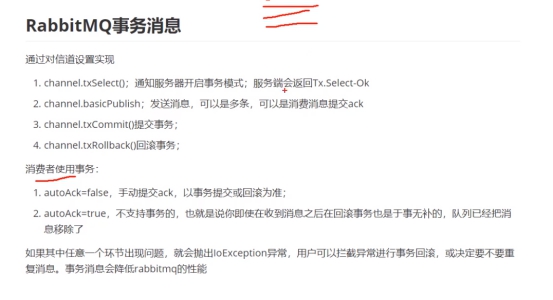 RabbitMQ事务消息
通过对信道设置实现
1. channel.txSelect()；通知服务器开启事务模式；服务端会返回Tx.Select-Ok
2. channel.basicPublish；发送消息，可以是多条，可以是消费消息提交ack
3. channel.txCommit()提交事务；
4. channel.txRollback()回滚事务；
消费者使用事务：
1. autoAck=false，手动提交ack，以事务提交或回滚为准；
2. autoAck=true，不支持事务的，也就是说你即使在收到消息之后在回滚事务也是于事无补的，队列已经把消
息移除了
如果其中任意一个环节出现问题，就会抛出IoException异常，用户可以拦截异常进行事务回滚，或决定要不要重
复消息。事务消息会降低rabbitmq的性能